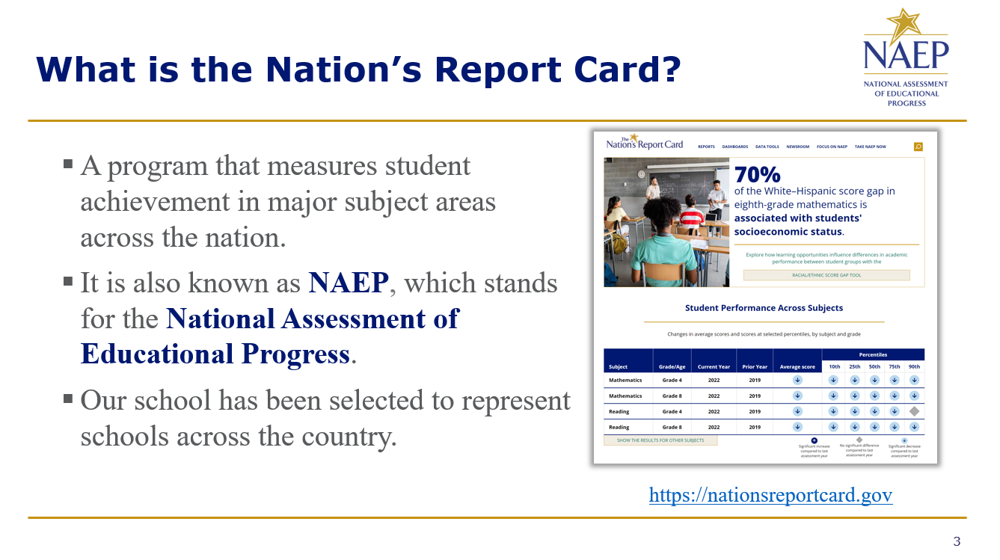 What is the Nation’s Report Card?
NAEP
NATIONAL ASSESSMENT
OF EDUCATIONAL
PROGRESS
▪ A program that measures student
achievement in major subject areas
across the nation.
▪ It is also known as NAEP, which stands
for the National Assessment of
Educational Progress.
▪ Our school has been selected to represent
schools across the country.
The
Nation's Report Card
REPORTS DASHBOARDS DATA TOOLS NEWSROOM FOCUS ON NAEP TAKE NAEP NOW
70%
of the White–Hispanic score gap in
eighth-grade mathematics is
associated with students'
socioeconomic status.
Explore how learning opportunities influence differences in academic
performance between student groups with the
RACIAL/ETHNIC SCORE GAP TOOL
Student Performance Across Subjects
Changes in average scores and scores at selected percentiles, by subject and grade
Percentiles
Subject Grade/Age Current Year Prior Year Average score 10th 25th 50th 75th 90th
Mathematics Grade 4 2022 2019
Mathematics Grade 8 2022 2019
Reading Grade 4 2022 2019
Reading Grade 8 2022 2019
SHOW THE RESULTS FOR OTHER SUBJECTS
Significant increase
compared to last
assessment year
No significant difference
compared to last
assessment year
Significant decrease
compared to last
assessment year
https://nationsreportcard.gov
3